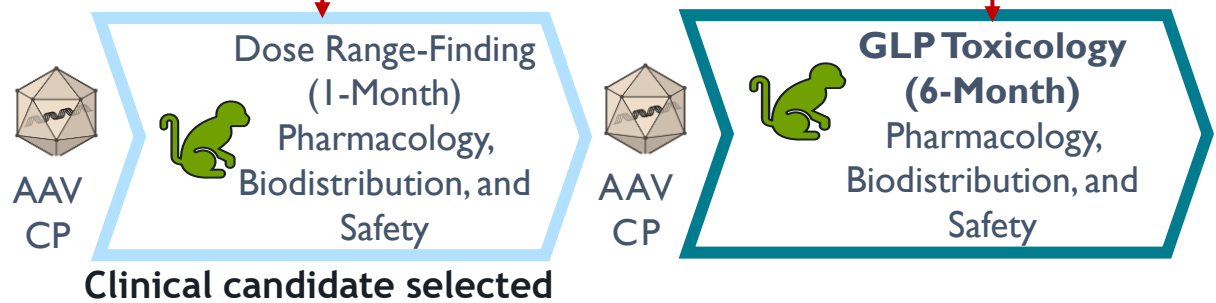 AAV
CP
Dose Range-Finding
(1-Month)
Pharmacology,
Biodistribution, and
Safety
Clinical candidate selected
AAV
CP
GLP Toxicology
(6-Month)
Pharmacology,
Biodistribution, and
Safety